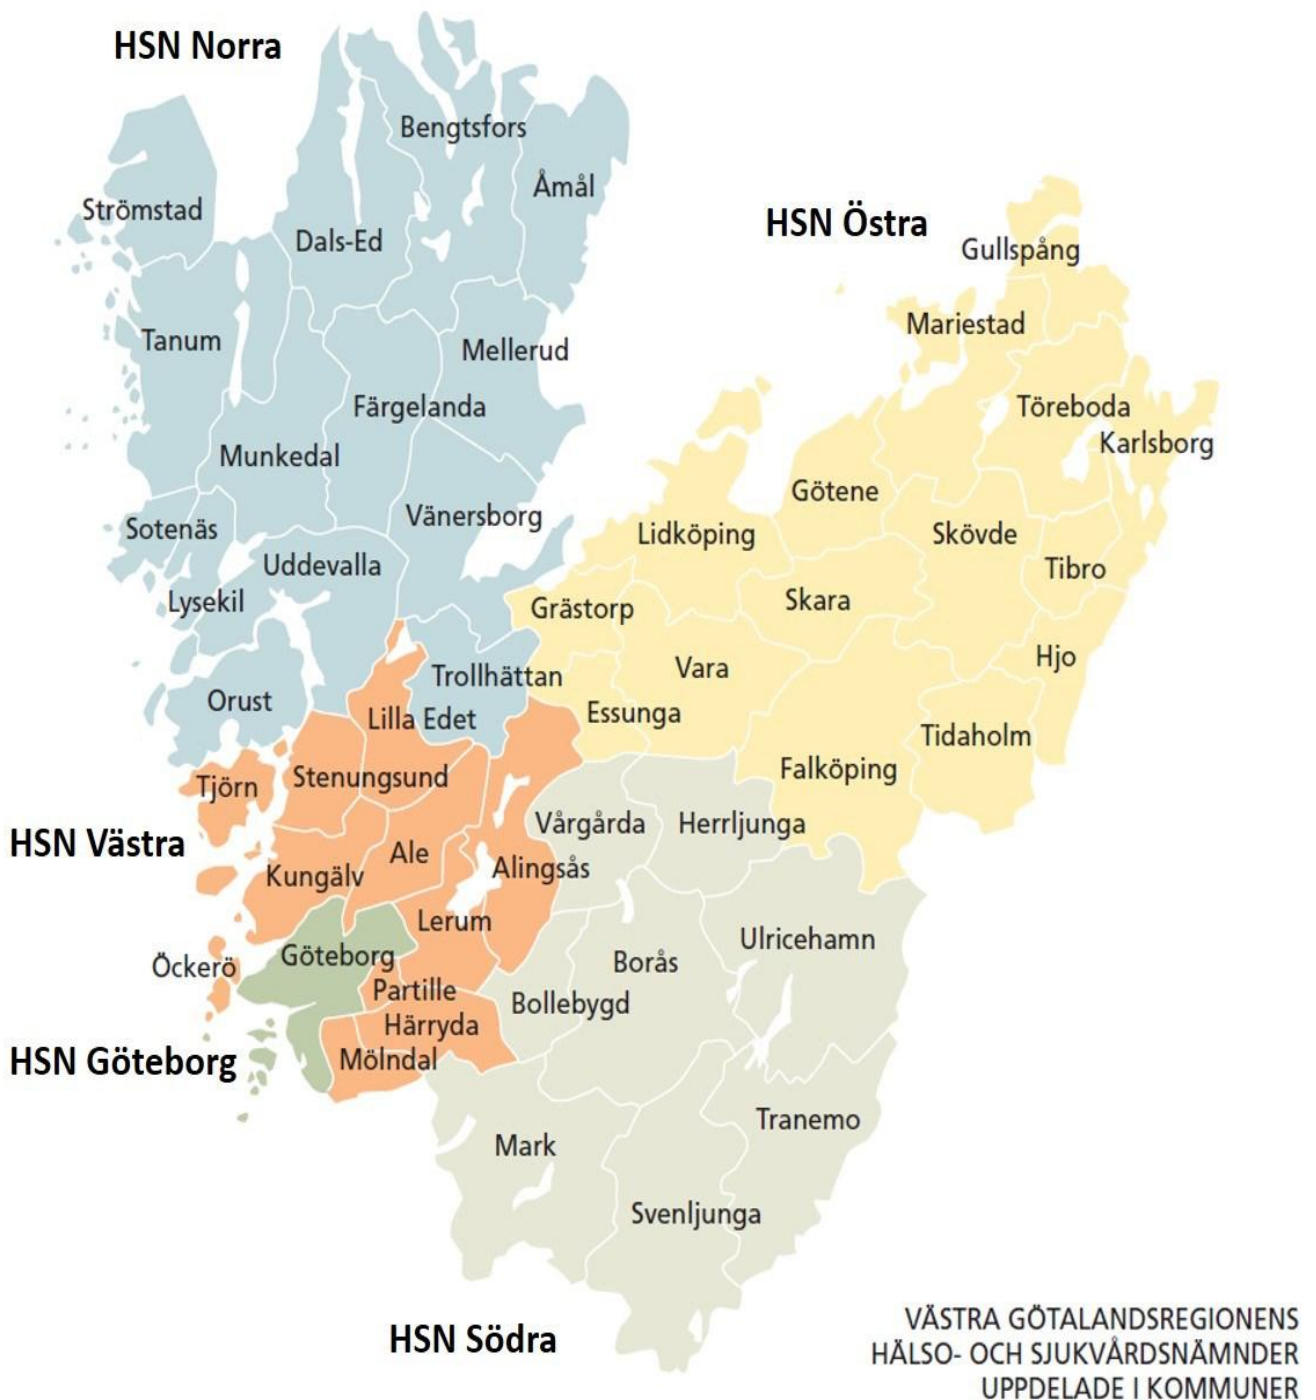 HSN Norra
Bengtsfors
Åmål
Strömstad
Dals-Ed
HSN Östra
Gullspång
Mariestad
Tanum
Mellerud
Färgelanda
Töreboda
Karlsborg
Munkedal
Götene
Vänersborg
Sotenäs
Lidköping
Skövde
Uddevalla
Tibro
Lysekil
Grästorp
Skara
Hjo
Vara
Trollhättan
Orust
Essunga
Lilla Edet
Tidaholm
Falköping
Stenungsund
Tjörn
Vårgårda
Herrljunga
HSN Västra
Ale
Alingsås
Kungälv
Lerum
Ulricehamn
Göteborg
Borås
Öckerö
Partille
Bollebygd
Härryda
HSN Göteborg
Mölndal
Tranemo
Mark
Svenljunga
HSN Södra
VÄSTRA GÖTALANDSREGIONENS
HÄLSO- OCH SJUKVÅRDSNÄMNDER
UPPDELADE I KOMMUNER